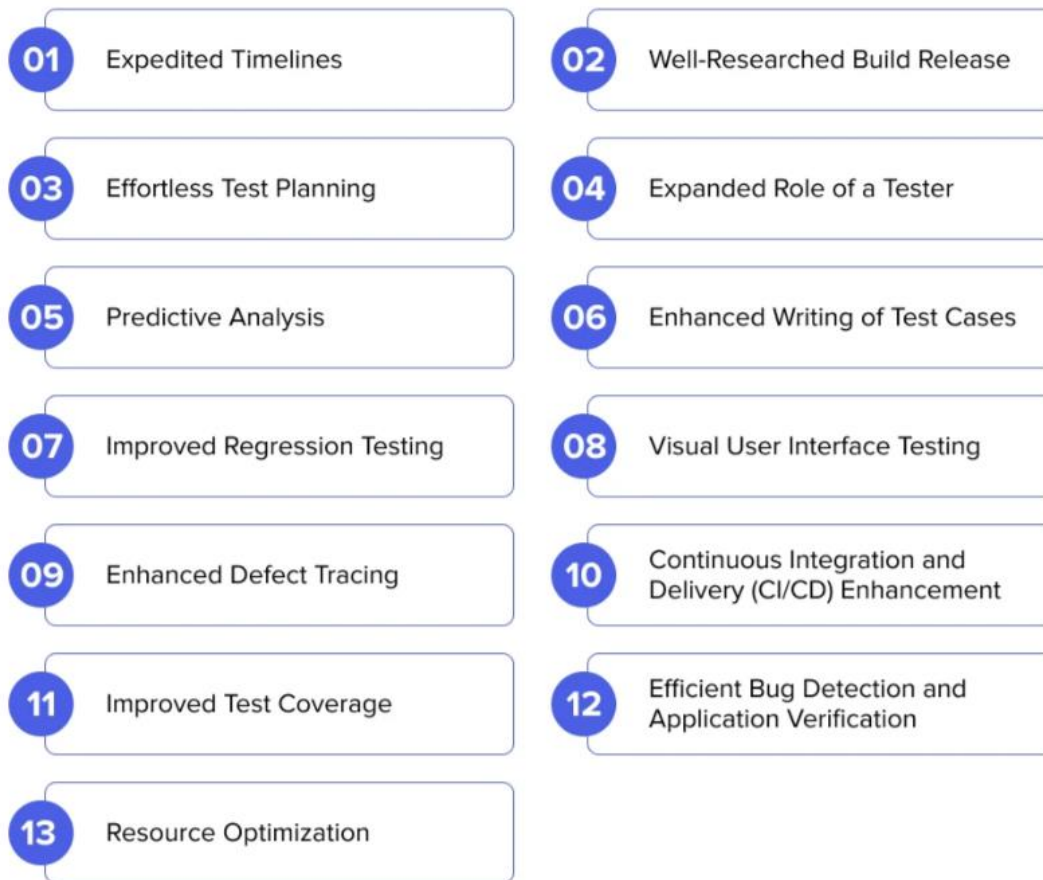 01 Expedited Timelines
02 Well-Researched Build Release
03 Effortless Test Planning
04 Expanded Role of a Tester
05 Predictive Analysis
06 Enhanced Writing of Test Cases
07 Improved Regression Testing
08 Visual User Interface Testing
09 Enhanced Defect Tracing
10 Continuous Integration and
Delivery (CI/CD) Enhancement
11 Improved Test Coverage
12 Efficient Bug Detection and
Application Verification
13 Resource Optimization